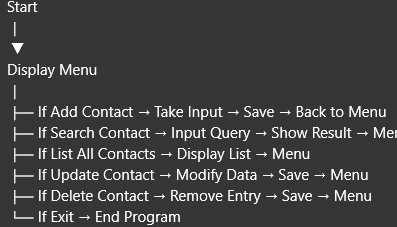 Start
│
▼
Display Menu
│
├── If Add Contact → Take Input → Save → Back to Menu
├── If Search Contact → Input Query → Show Result →
├── If List All Contacts → Display List → Menu
├── If Update Contact → Modify Data → Save → Menu
├── If Delete Contact → Remove Entry → Save → Menu
└── If Exit → End Program